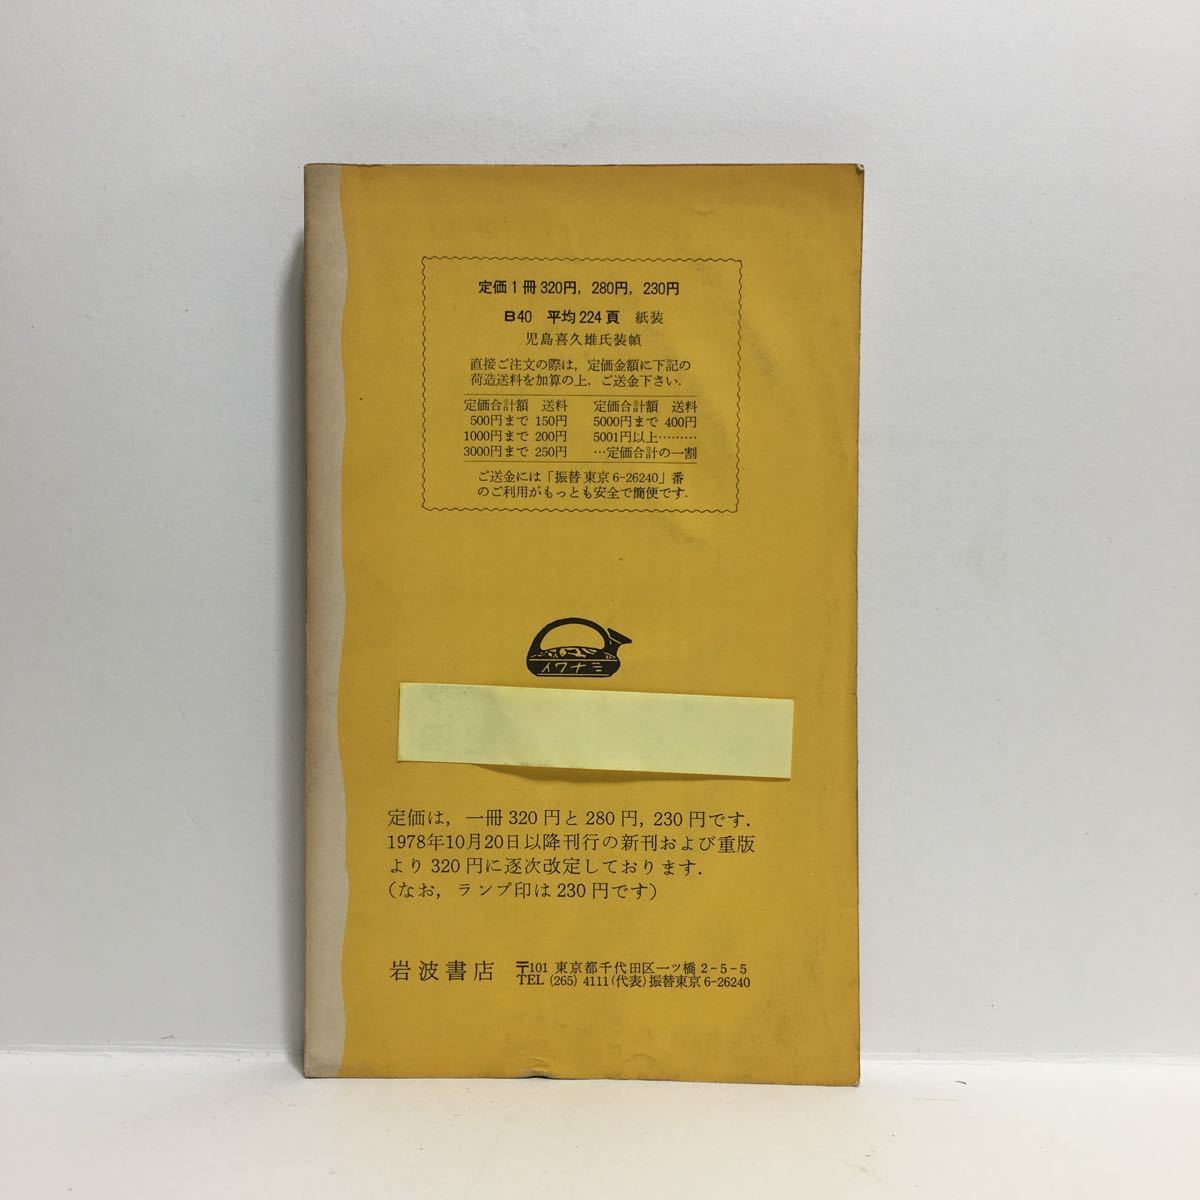 定価1冊320円，280円，230円
B40 平均224頁 紙装
児島喜久雄氏装幀
直接ご注文の際は，定価金額に下記の
荷造送料を加算の上．ご送金下さい．
定価合計額 送料 定価合計額 送料
500円まで 150円 5000円まで 400円
1000円まで 200円 5001円以上………
3000円まで 250円 …定価合計の一割
ご送金には「振替東京6-26240」番
のご利用がもっとも安全で簡便です．
イワナミ
定価は，一冊320円と280円，230円です．
1978年10月20日以降刊行の新刊および重版
より320円に逐次改定しております．
（なお，ランプ印は230円です）
岩波書店 〒101 東京都千代田区一ツ橋2-5-5
TEL (265) 4111(代表)振替東京6-26240